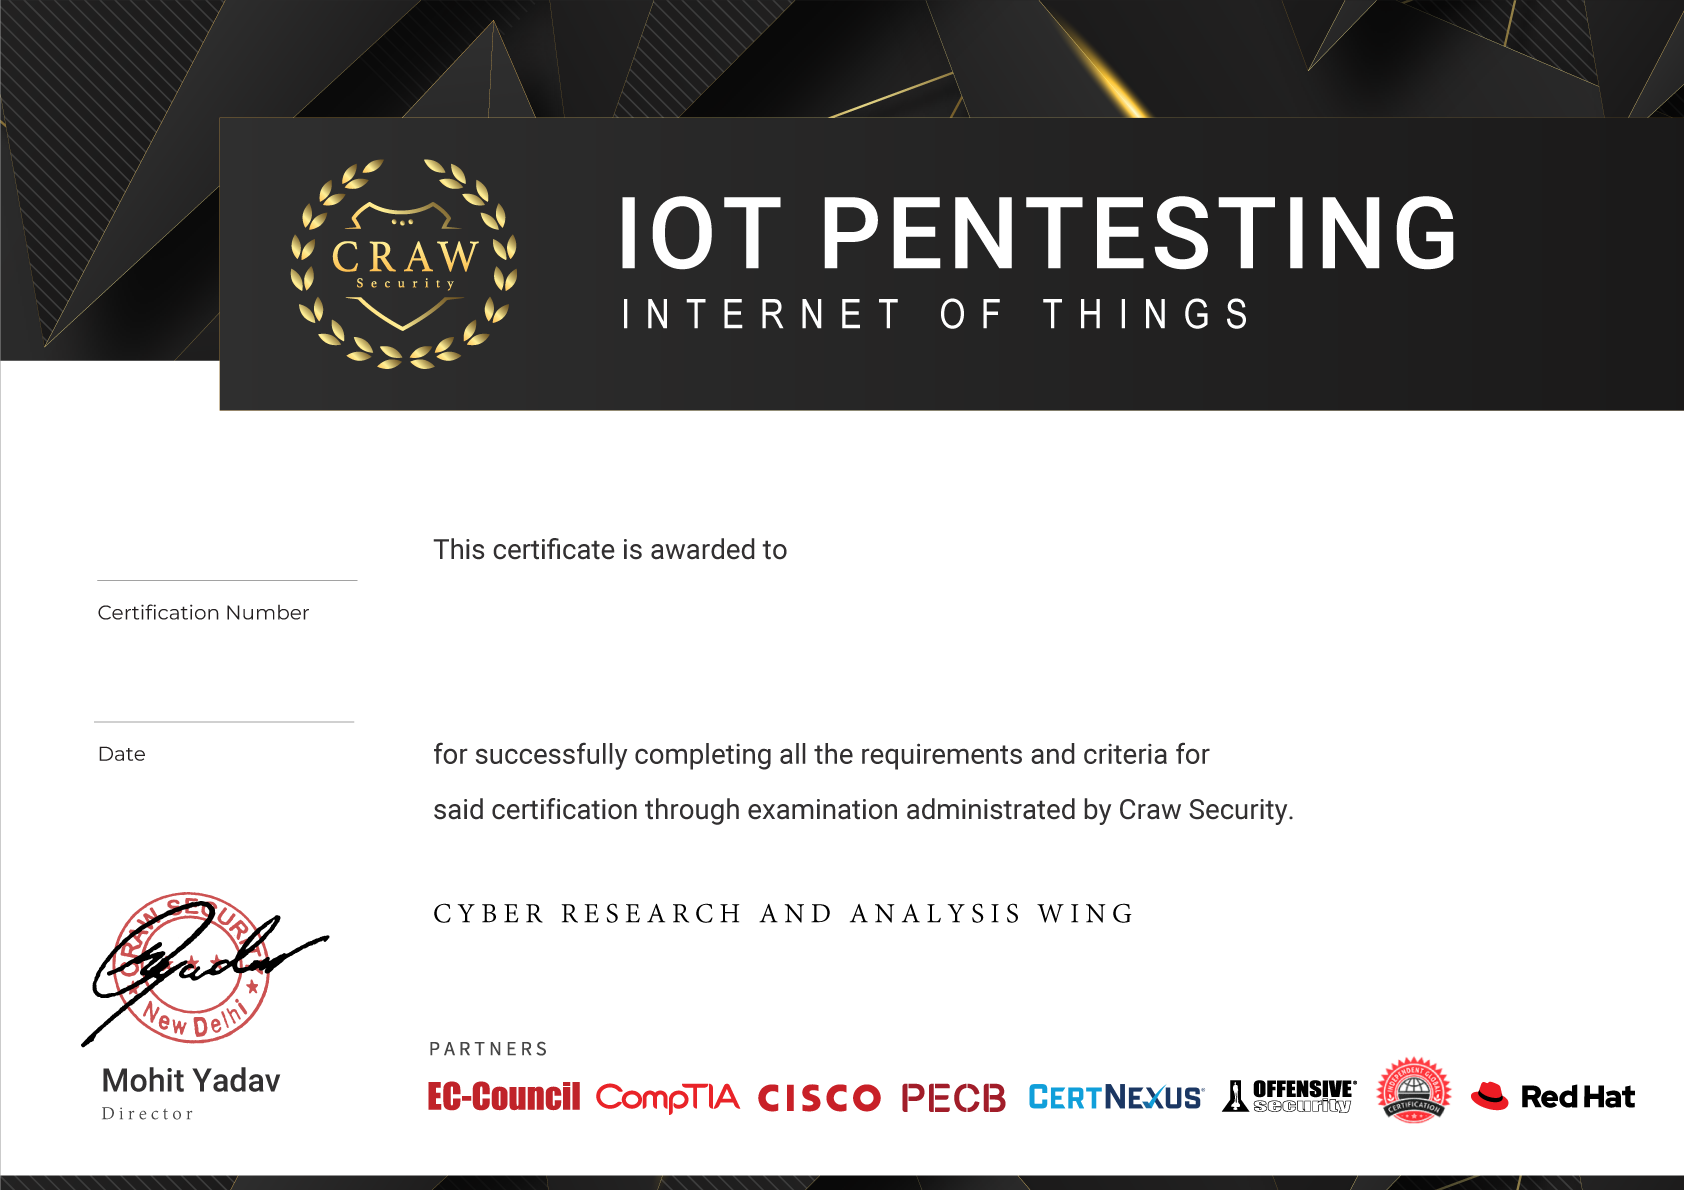 CRAW
Security
IOT PENTESTING
INTERNET OF THINGS
This certificate is awarded to
Certification Number
Date
for successfully completing all the requirements and criteria for
said certification through examination administrated by Craw Security.
CYBER RESEARCH AND ANALYSIS WING
CRAW SECURITY
New Delhi
Mohit Yadav
Director
PARTNERS
EC-Council CompTIA CISCO PECB CERTNEXUS OFFENSIVE security INDEPENDENT GLOBAL CERTIFICATION Red Hat